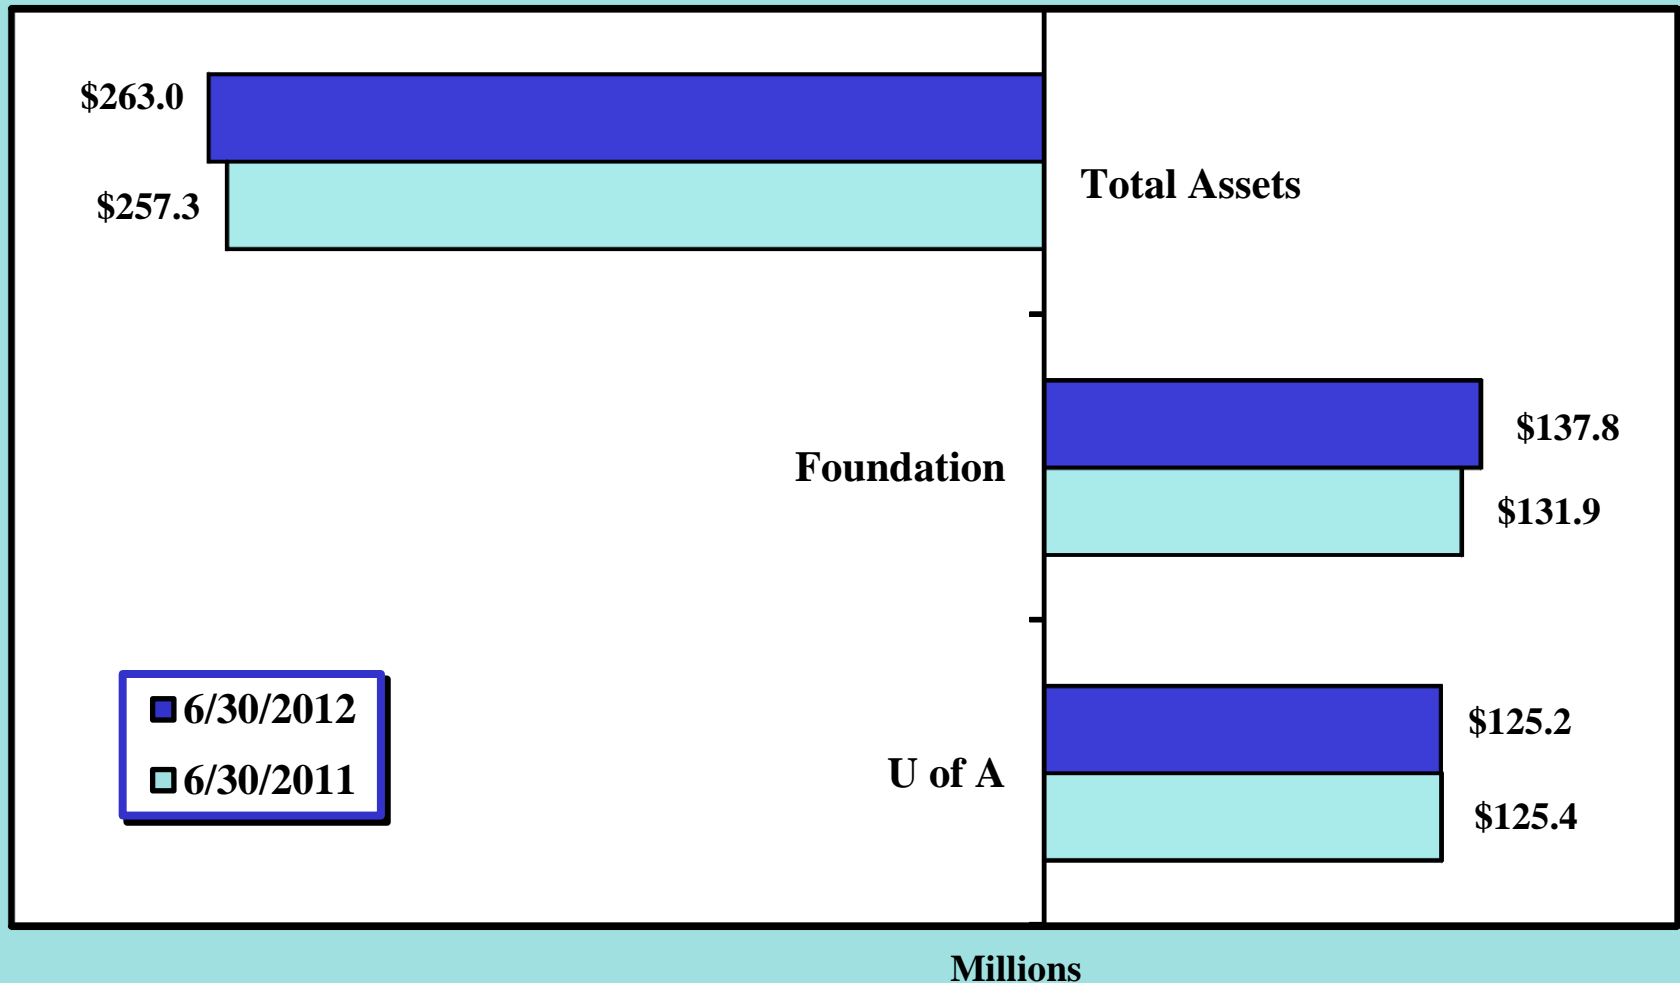 $263.0
$257.3
Total Assets
Foundation
$137.8
$131.9
U of A
$125.2
$125.4
6/30/2012
6/30/2011
Millions